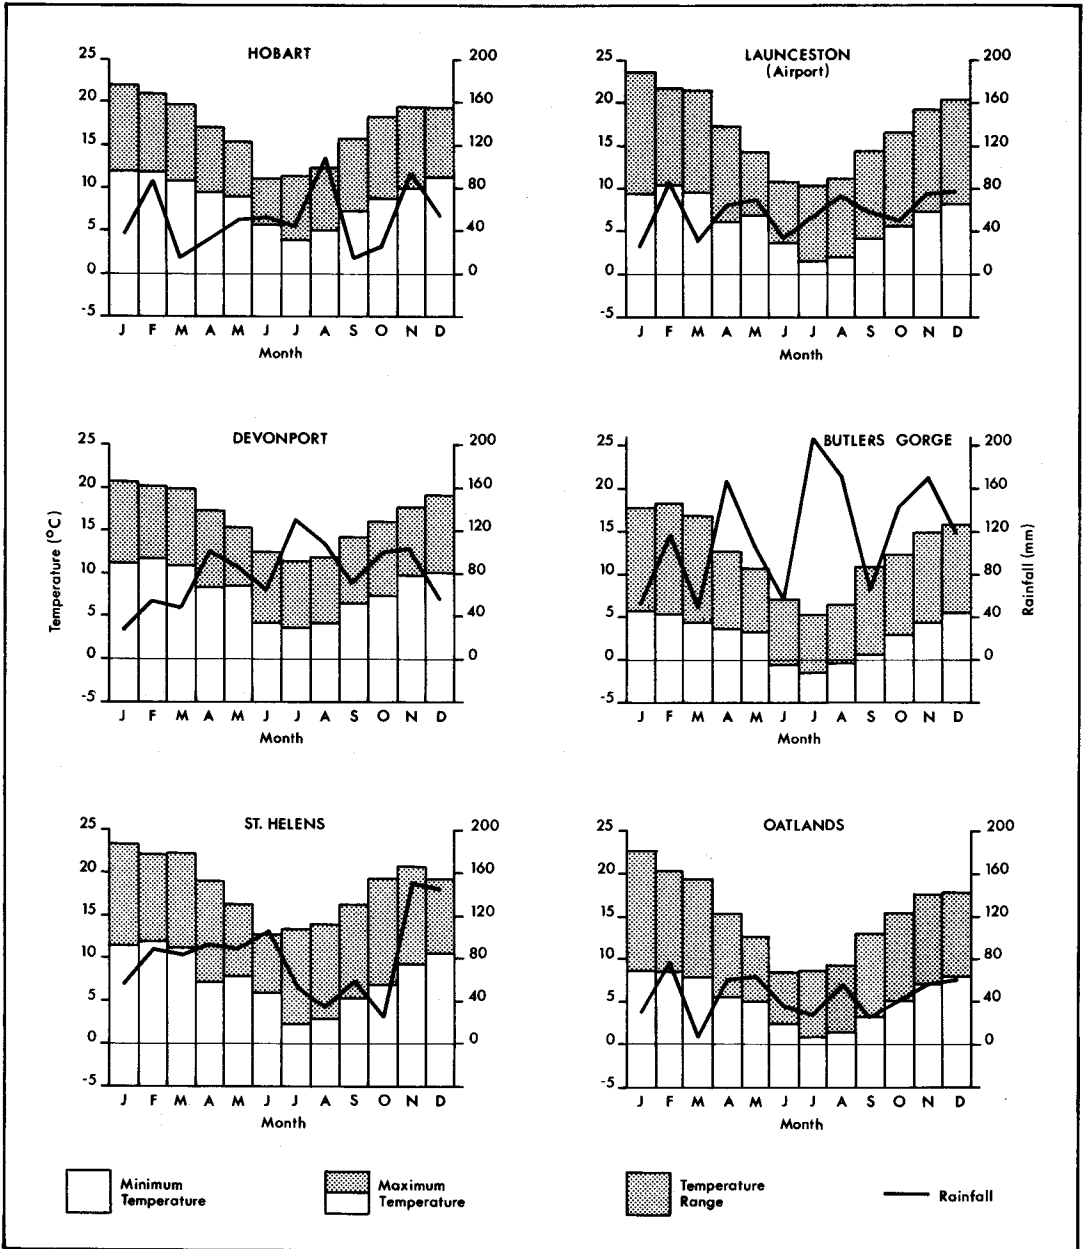 HOBART
25
20
15
10
5
0
-5
200
160
120
80
40
0
J F M A M J J A S O N D
Month
LAUNCESTON
(Airport)
25
20
15
10
5
0
-5
200
160
120
80
40
0
J F M A M J J A S O N D
Month
Temperature (°C)
DEVONPORT
25
20
15
10
5
0
-5
200
160
120
80
40
0
J F M A M J J A S O N D
Month
BUTLERS GORGE
25
20
15
10
5
0
-5
200
160
120
80
40
0
J F M A M J J A S O N D
Month
Rainfall (mm)
ST. HELENS
25
20
15
10
5
0
-5
200
160
120
80
40
0
J F M A M J J A S O N D
Month
OATLANDS
25
20
15
10
5
0
-5
200
160
120
80
40
0
J F M A M J J A S O N D
Month
Minimum
Temperature
Maximum
Temperature
Temperature
Range
Rainfall